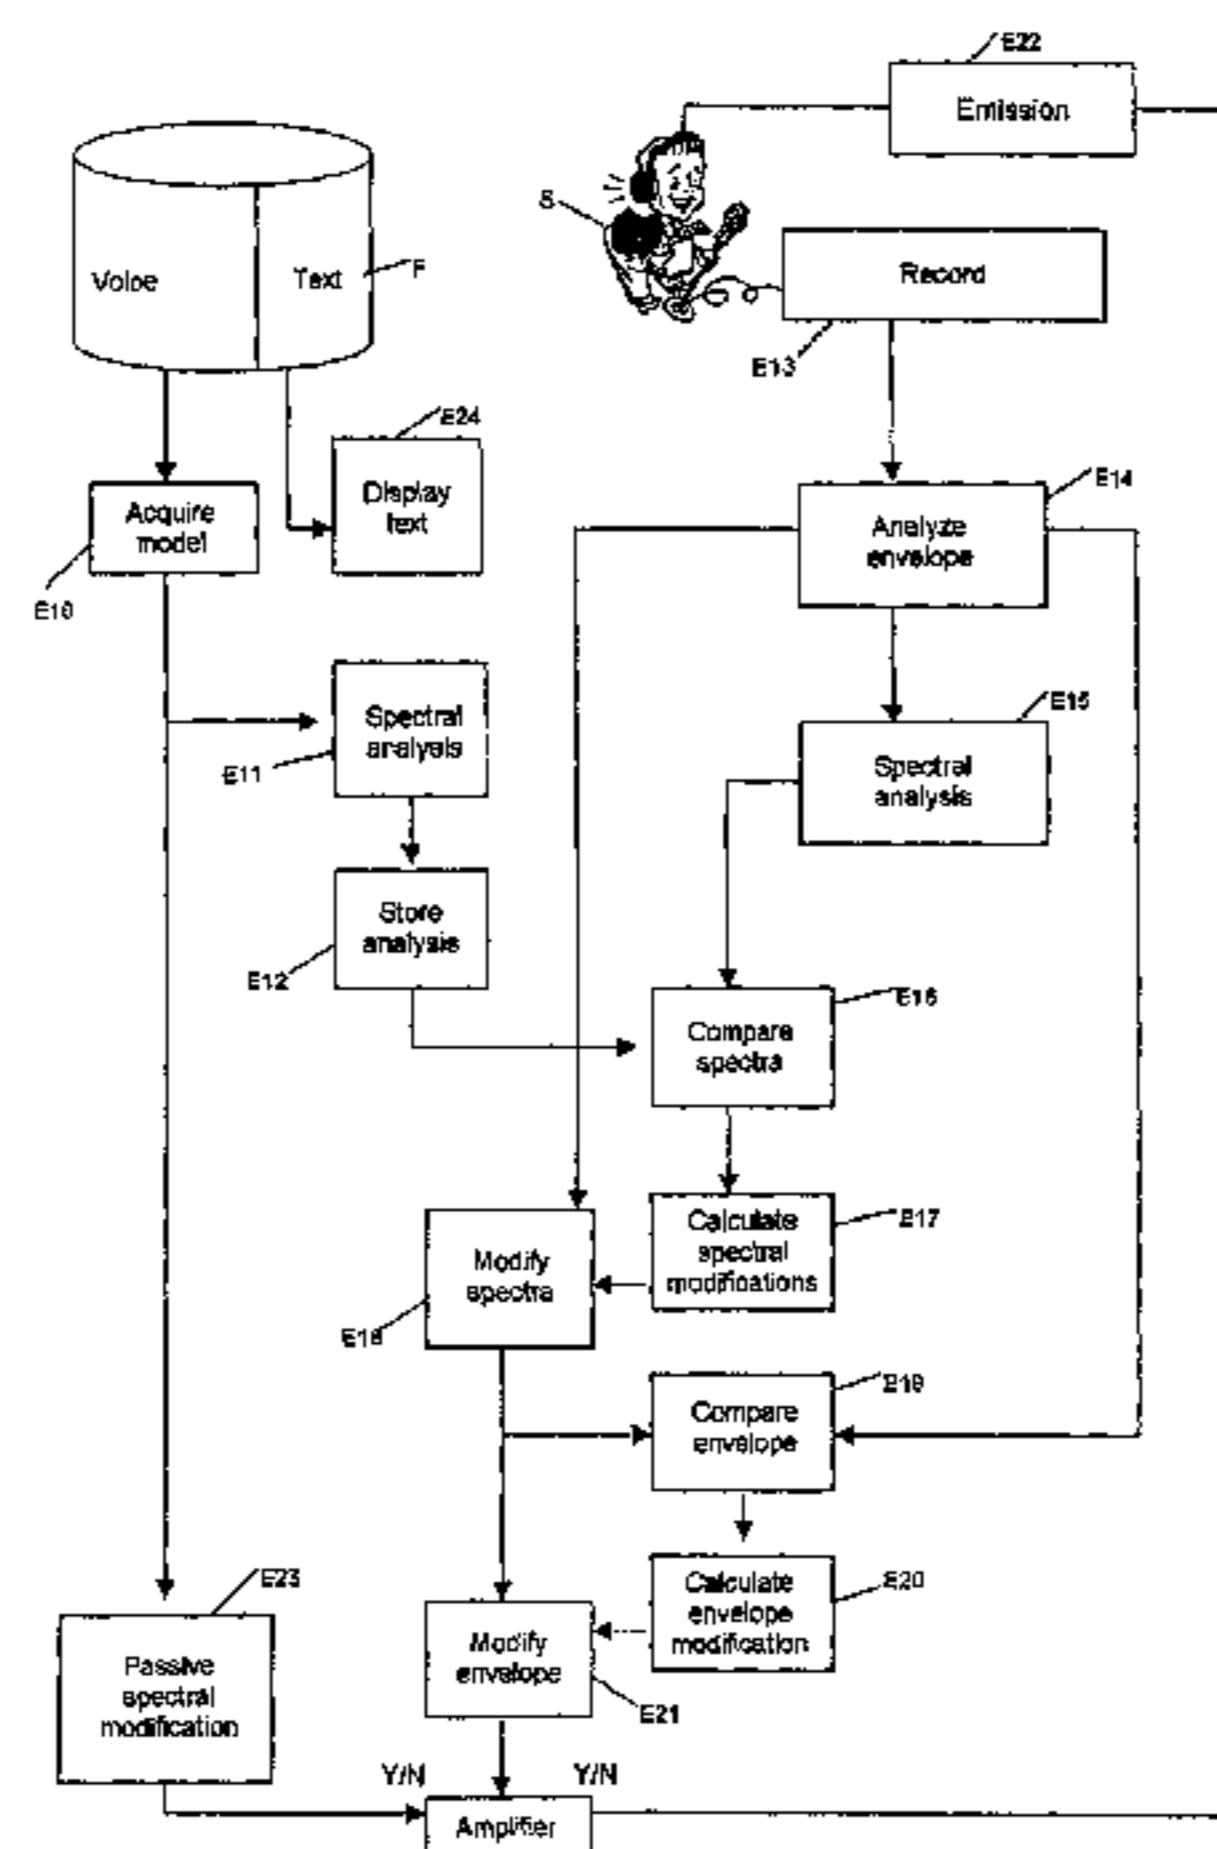 E22
Emission
S
Voice
Text
F
Record
E13
E24
Display
text
E14
Acquire
model
Analyze
envelope
E10
E15
Spectral
analysis
E11
Spectral
analysis
Store
analysis
E12
E16
Compare
spectra
E17
Calculate
spectral
modifications
Modify
spectra
E18
E19
Compare
envelope
E23
E20
Calculate
envelope
modification
Modify
envelope
Passive
spectral
modification
E21
Y/N
Y/N
Amplifier